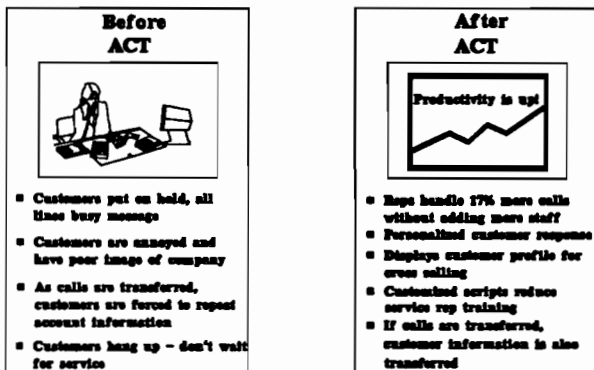 Before
ACT
■ Customers put on hold, all
lines busy message
■ Customers are annoyed and
have poor image of company
■ As calls are transferred,
customers are forced to repeat
account information
■ Customers hang up – don't wait
for service
After
ACT
Productivity is up!
■ Reps handle 17% more calls
without adding more staff
■ Personalized customer response
■ Displays customer profile for
cross selling
■ Customized scripts reduce
service rep training
■ If calls are transferred,
customer information is also
transferred